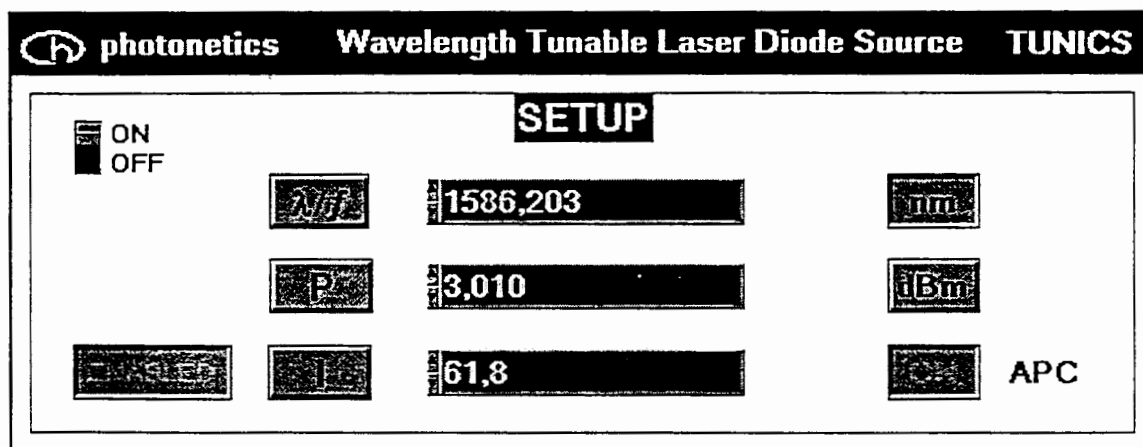 photonetics Wavelength Tunable Laser Diode Source TUNICS
SETUP
ON
OFF
λ/f 1586,203 nm
P 3,010 dBm
I 61,8 APC